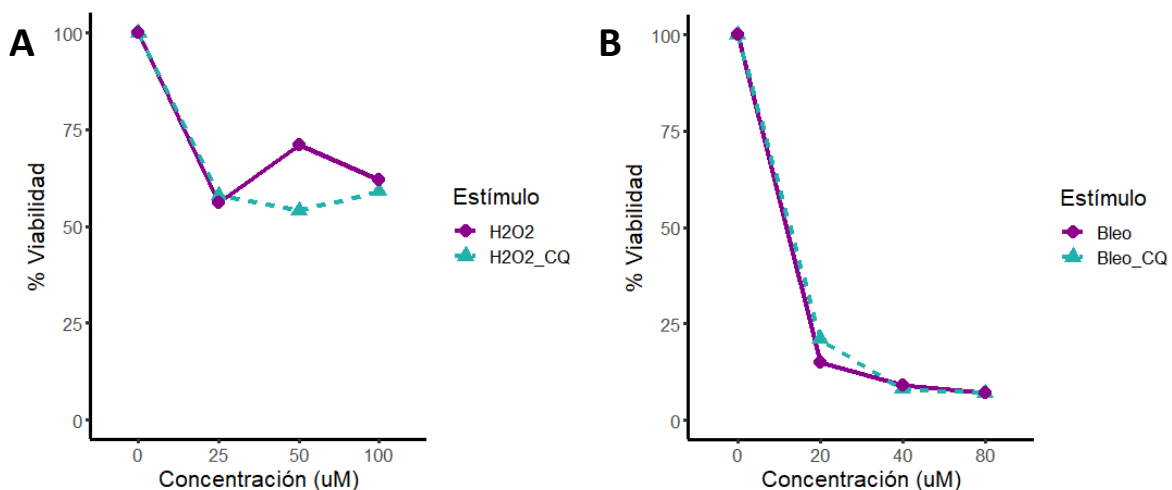 A
100
75
50
25
0
% Viabilidad
0 25 50 100
Concentración (uM)
Estímulo
H2O2
H2O2_CQ
B
100
75
50
25
0
% Viabilidad
0 20 40 80
Concentración (uM)
Estímulo
Bleo
Bleo_CQ